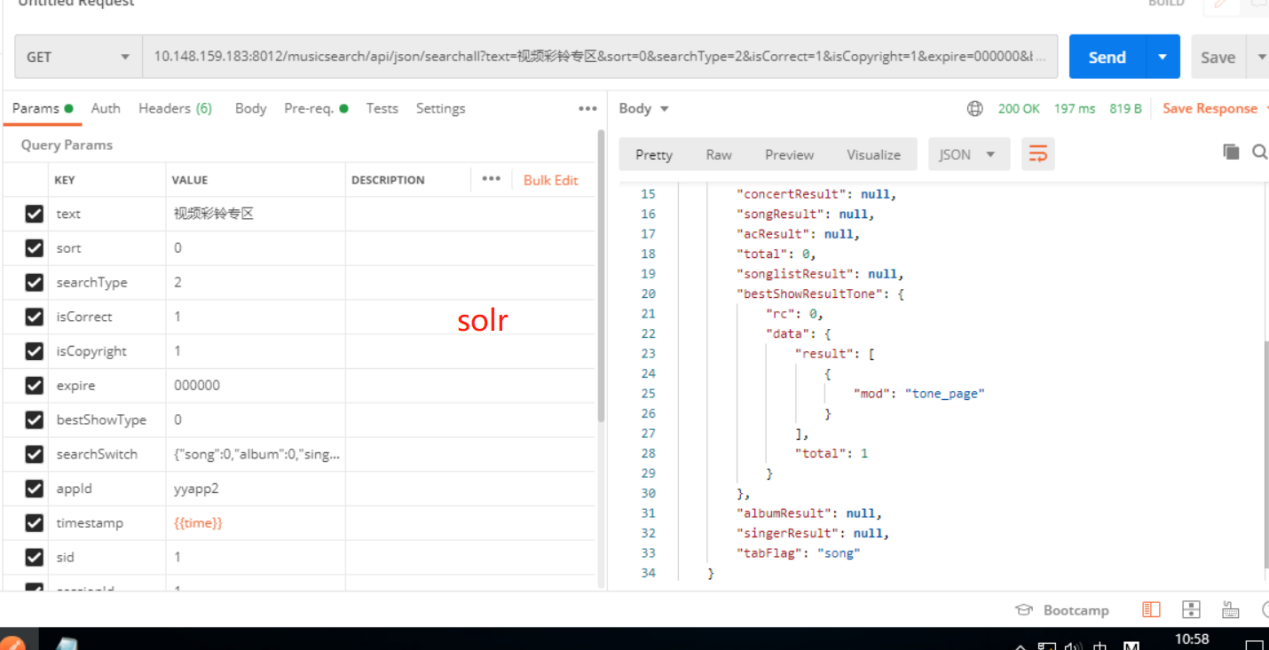 Untitled Request
BUILD
GET
10.148.159.183:8012/musicsearch/api/json/searchall?text=视频彩铃专区&sort=0&searchType=2&isCorrect=1&isCopyright=1&expire=000000&b...
Send
Save
Params
Auth
Headers (6)
Body
Pre-req.
Tests
Settings
•••
Body
200 OK
197 ms
819 B
Save Response
Query Params
Pretty
Raw
Preview
Visualize
JSON
KEY
VALUE
DESCRIPTION
•••
Bulk Edit
text
视频彩铃专区
sort
0
searchType
2
isCorrect
1
isCopyright
1
expire
000000
bestShowType
0
searchSwitch
{"song":0,"album":0,"sing...
appId
yyapp2
timestamp
{{time}}
sid
1
sessionId
1
solr
15 "concertResult": null,
16 "songResult": null,
17 "acResult": null,
18 "total": 0,
19 "songlistResult": null,
20 "bestShowResultTone": {
21 "rc": 0,
22 "data": {
23 "result": [
24 {
25 "mod": "tone_page"
26 }
27 ],
28 "total": 1
29 }
30 },
31 "albumResult": null,
32 "singerResult": null,
33 "tabFlag": "song"
34 }
Bootcamp
中
M
10:58